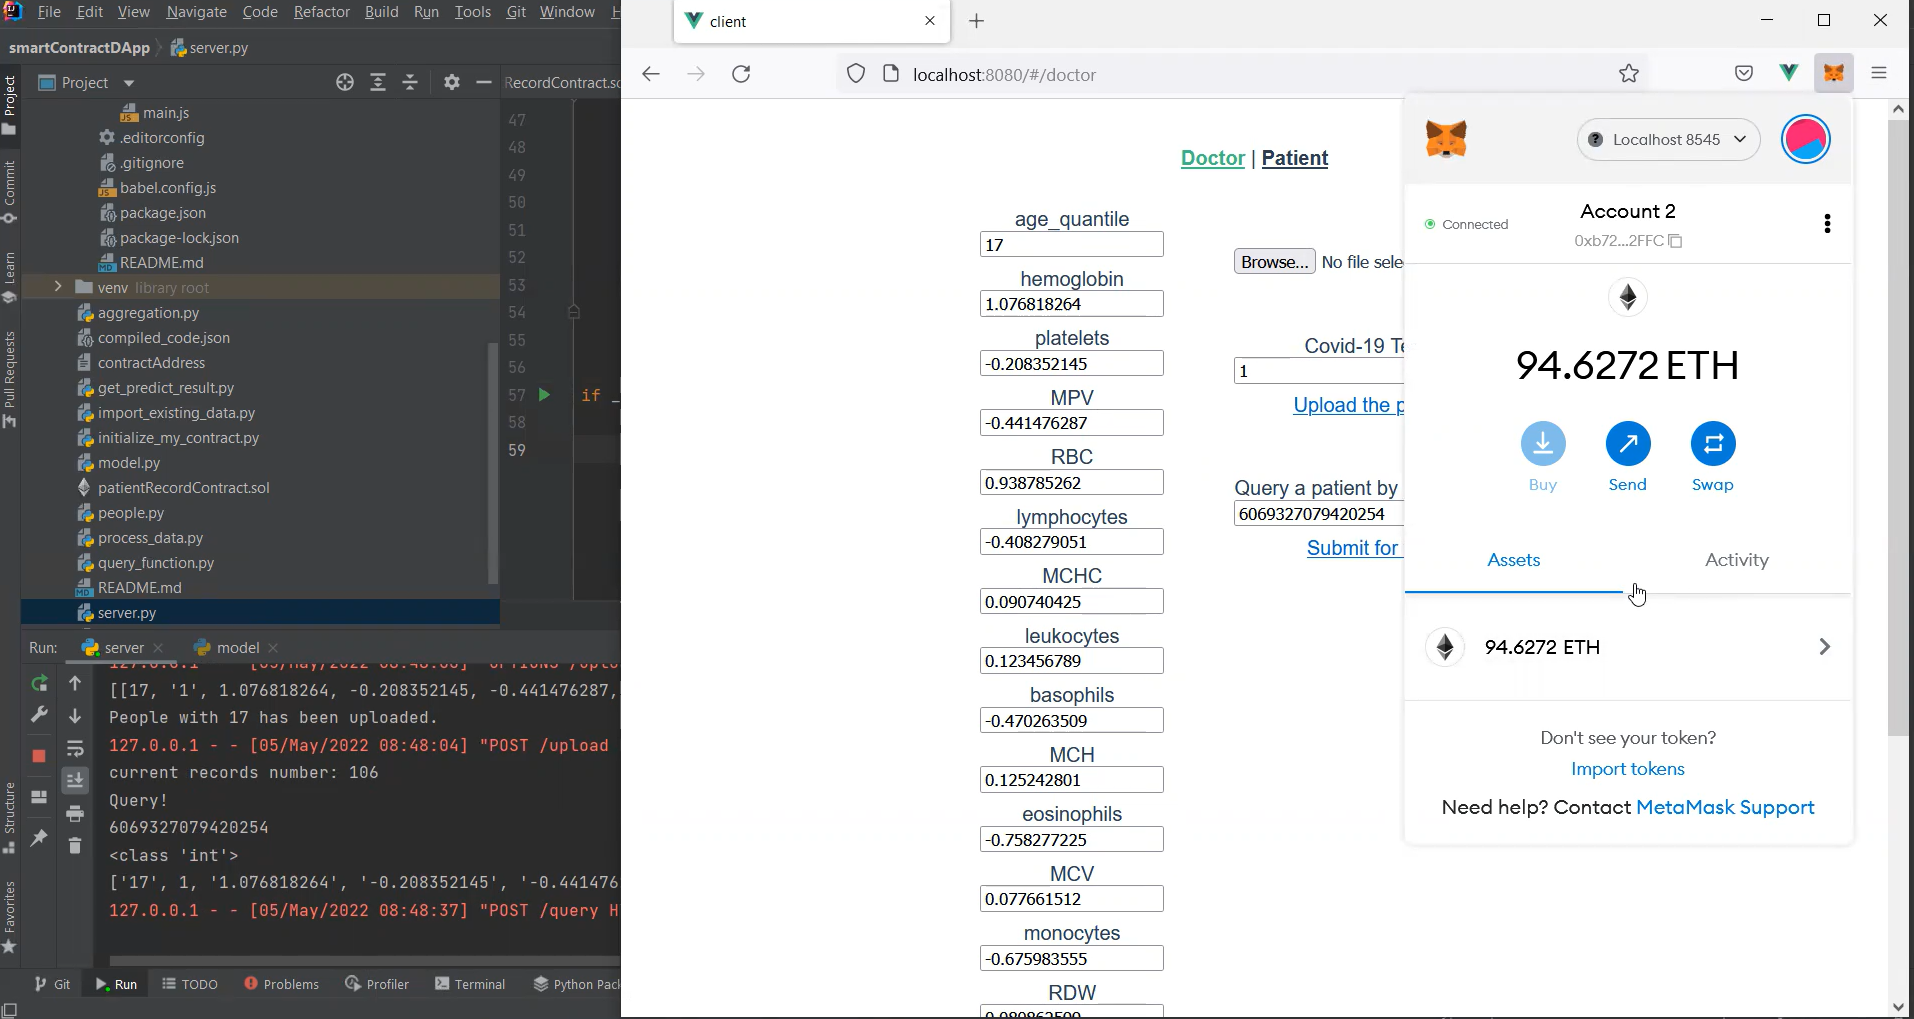 File Edit View Navigate Code Refactor Build Run Tools Git Window
smartContractDApp server.py
Project
RecordContract.so
main.js
.editorconfig
.gitignore
babel.config.js
package.json
package-lock.json
README.md
venv library root
aggregation.py
compiled_code.json
contractAddress
get_predict_result.py
import_existing_data.py
initialize_my_contract.py
model.py
patientRecordContract.sol
people.py
process_data.py
query_function.py
README.md
server.py
Project
Commit
Learn
Pull Requests
Structure
Favorites
47
48
49
50
51
52
53
54
55
56
57 if _
58
59
Run: server model
[[17, '1', 1.076818264, -0.208352145, -0.441476287,
People with 17 has been uploaded.
127.0.0.1 - - [05/May/2022 08:48:04] "POST /upload
current records number: 106
Query!
6069327079420254
<class 'int'>
['17', 1, '1.076818264', '-0.208352145', '-0.441476
127.0.0.1 - - [05/May/2022 08:48:37] "POST /query H
Git Run TODO Problems Profiler Terminal Python Pac
client
localhost:8080/#/doctor
Doctor | Patient
age_quantile
17
hemoglobin
1.076818264
platelets
-0.208352145
MPV
-0.441476287
RBC
0.938785262
lymphocytes
-0.408279051
MCHC
0.090740425
leukocytes
0.123456789
basophils
-0.470263509
MCH
0.125242801
eosinophils
-0.758277225
MCV
0.077661512
monocytes
-0.675983555
RDW
Browse... No file sele
Covid-19 Te
1
Upload the p
Query a patient by
6069327079420254
Submit for
Localhost 8545
Connected
Account 2
0xb72...2FFC
94.6272 ETH
Buy Send Swap
Assets Activity
94.6272 ETH
Don't see your token?
Import tokens
Need help? Contact MetaMask Support